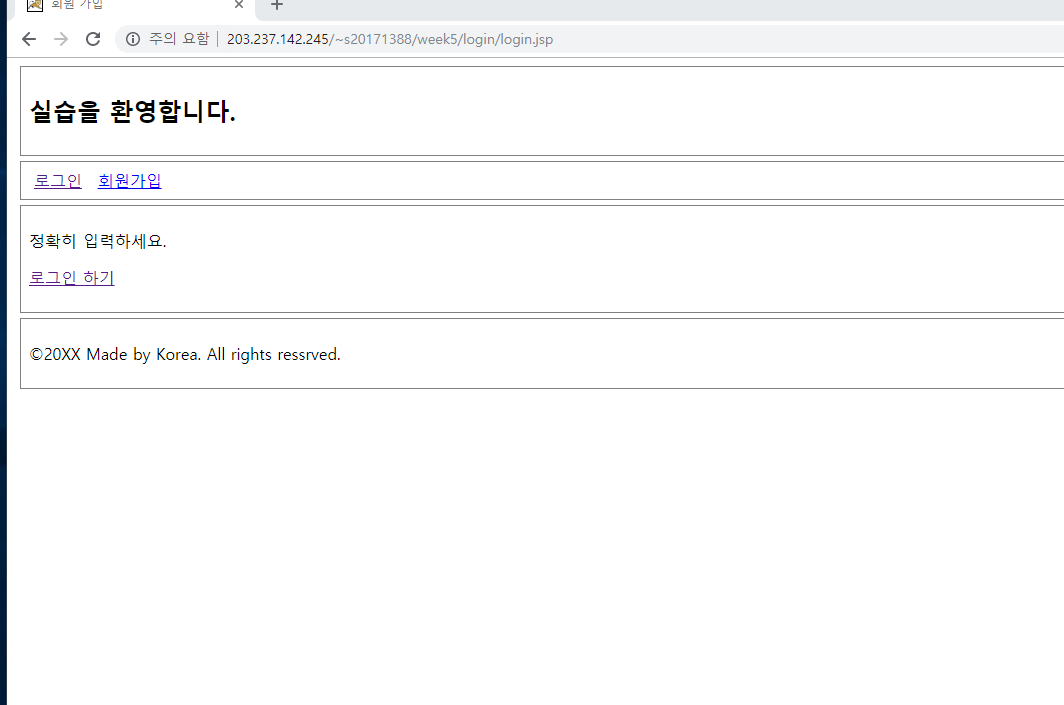 회원 가입
주의 요함 203.237.142.245/~s20171388/week5/login/login.jsp
실습을 환영합니다.
로그인 회원가입
정확히 입력하세요.
로그인 하기
©20XX Made by Korea. All rights ressrved.